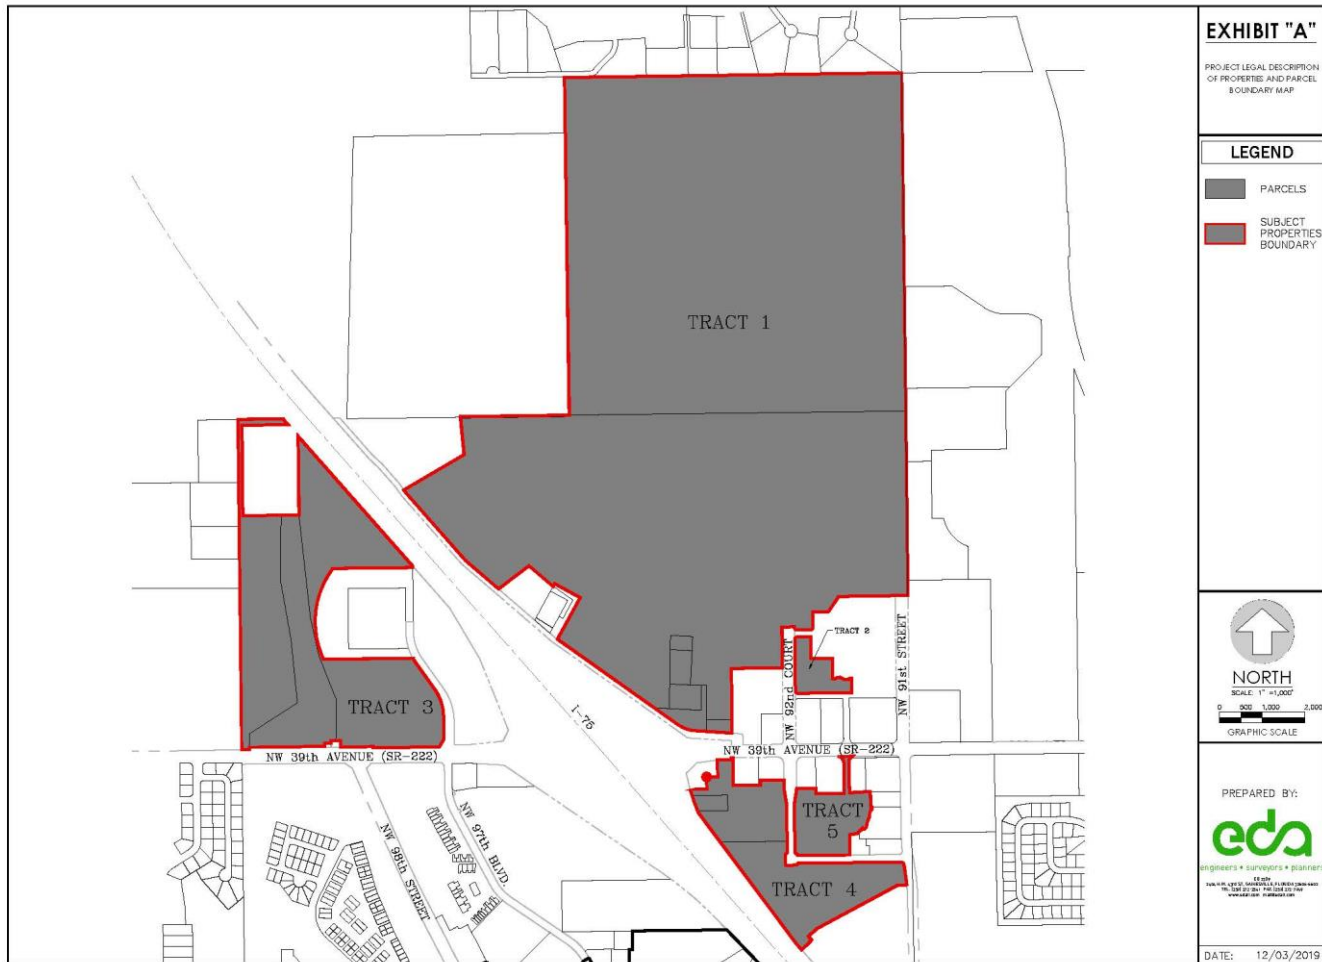 EXHIBIT "A"
PROJECT LEGAL DESCRIPTION
OF PROPERTIES AND PARCEL
BOUNDARY MAP
LEGEND
PARCELS
SUBJECT
PROPERTIES
BOUNDARY
TRACT 1
TRACT 2
NW 92nd COURT
NW 91st STREET
TRACT 3
I-75
NW 39th AVENUE (SR-222)
NW 39th AVENUE (SR-222)
NW 98th STREET
NW 97th BLVD.
TRACT
5
TRACT 4
NORTH
SCALE: 1" =1,000'
0 500 1,000 2,000
GRAPHIC SCALE
PREPARED BY:
eda
engineers • surveyors • planners
DATE: 12/03/2019